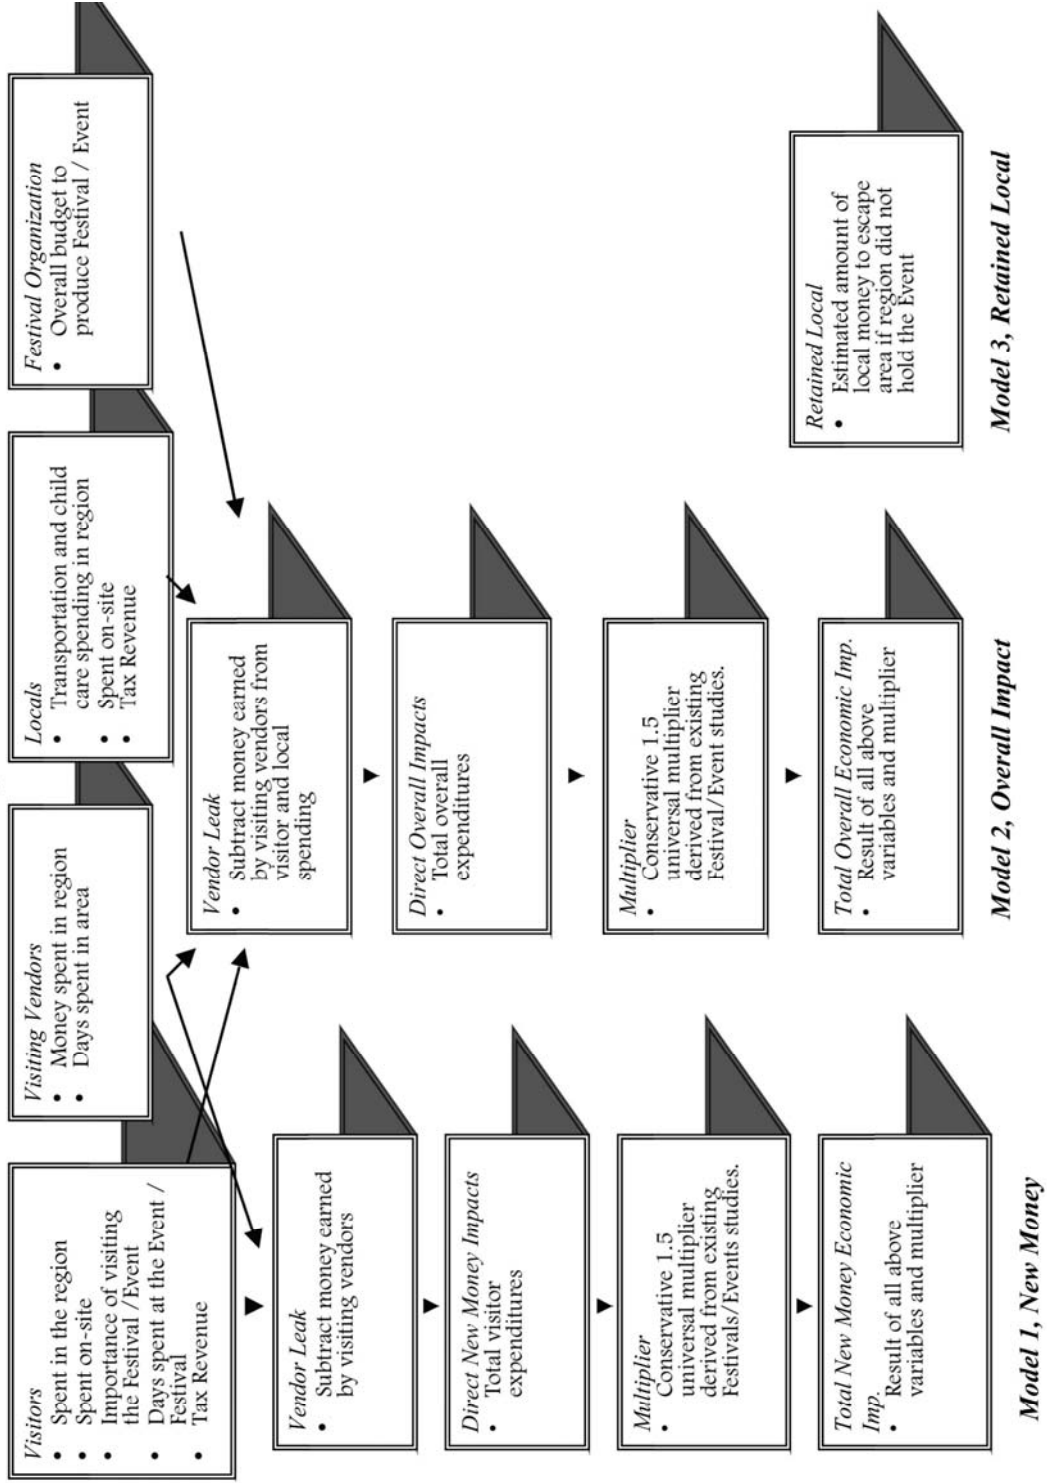 Visitors
• Spent in the region
• Spent on-site
• Importance of visiting
the Festival /Event
• Days spent at the Event /
Festival
• Tax Revenue
Visiting Vendors
• Money spent in region
• Days spent in area
Locals
• Transportation and child
care spending in region
• Spent on-site
• Tax Revenue
Festival Organization
• Overall budget to
produce Festival / Event
Vendor Leak
• Subtract money earned
by visiting vendors
Direct New Money Impacts
• Total visitor
expenditures
Multiplier
• Conservative 1.5
universal multiplier
derived from existing
Festivals/Events studies.
Total New Money Economic
Imp.
• Result of all above
variables and multiplier
Model 1, New Money
Vendor Leak
• Subtract money earned
by visiting vendors from
visitor and local
spending
Direct Overall Impacts
• Total overall
expenditures
Multiplier
• Conservative 1.5
universal multiplier
derived from existing
Festival/Event studies.
Total Overall Economic Imp.
• Result of all above
variables and multiplier
Model 2, Overall Impact
Retained Local
• Estimated amount of
local money to escape
area if region did not
hold the Event
Model 3, Retained Local